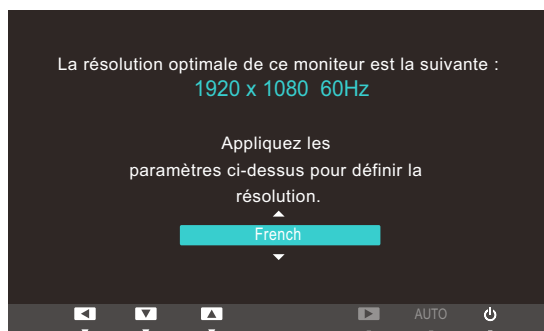 La résolution optimale de ce moniteur est la suivante :
1920 x 1080 60Hz
Appliquez les
paramètres ci-dessus pour définir la
résolution.
French
AUTO